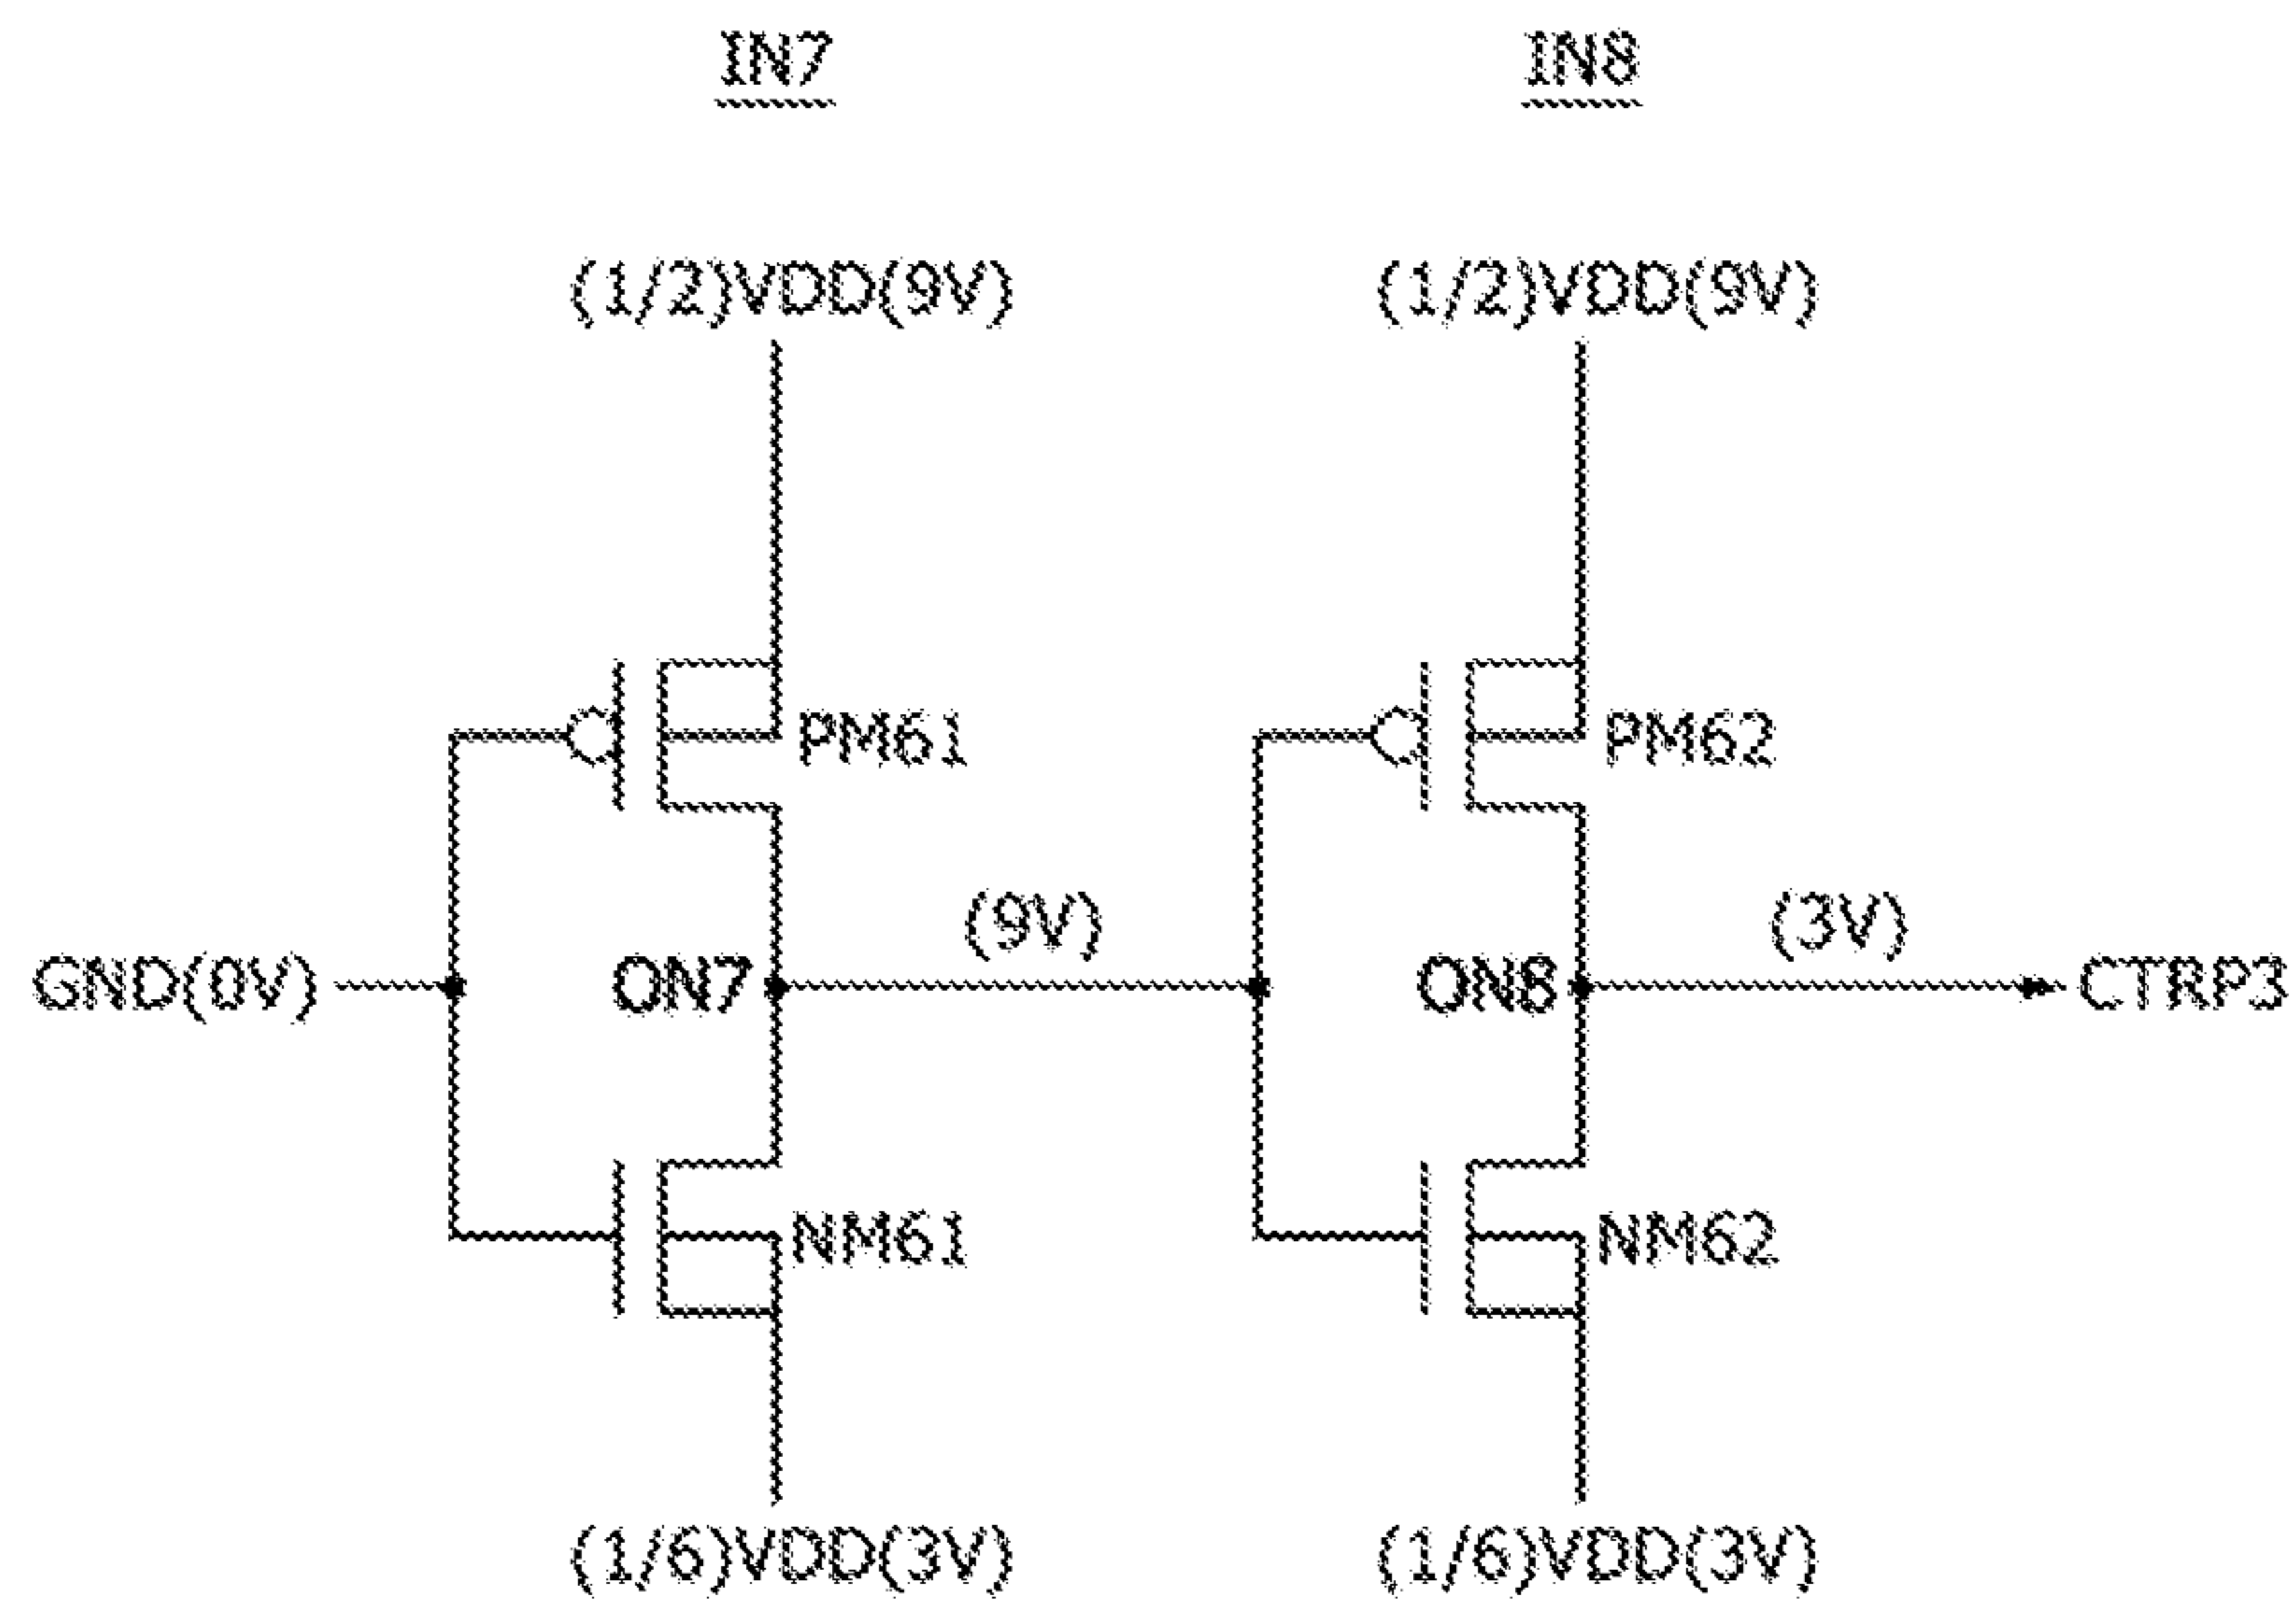 IN7 IN8
(1/2)VDD(9V) (1/2)VDD(9V)
PM61 PM62
(9V) (3V)
GND(0V) ON7 ON8 CTRP3
NM61 NM62
(1/6)VDD(3V) (1/6)VDD(3V)